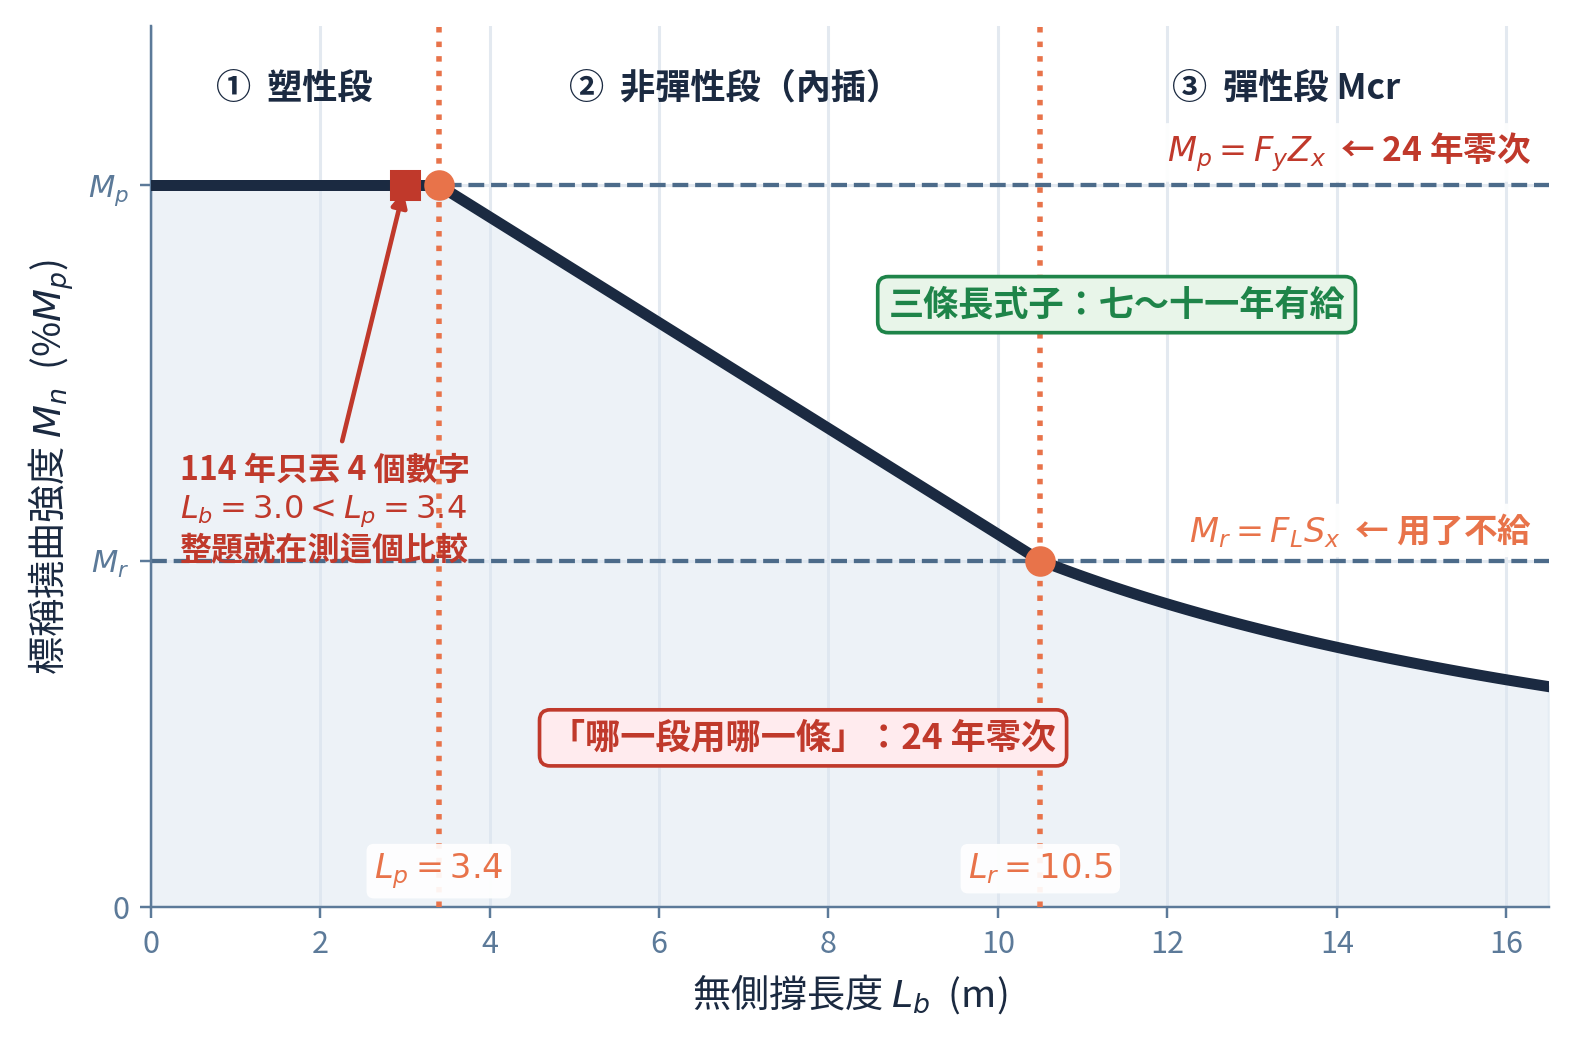 ① 塑性段
② 非彈性段（內插）
③ 彈性段 Mcr
Mp = FyZx ← 24 年零次
Mp
三條長式子：七～十一年有給
標稱撓曲強度 Mn (%Mp)
114 年只丟 4 個數字
Lb = 3.0 < Lp = 3.4
整題就在測這個比較
Mr = FLSx ← 用了不給
Mr
「哪一段用哪一條」：24 年零次
Lp = 3.4
Lr = 10.5
0
0 2 4 6 8 10 12 14 16
無側撐長度 Lb (m)